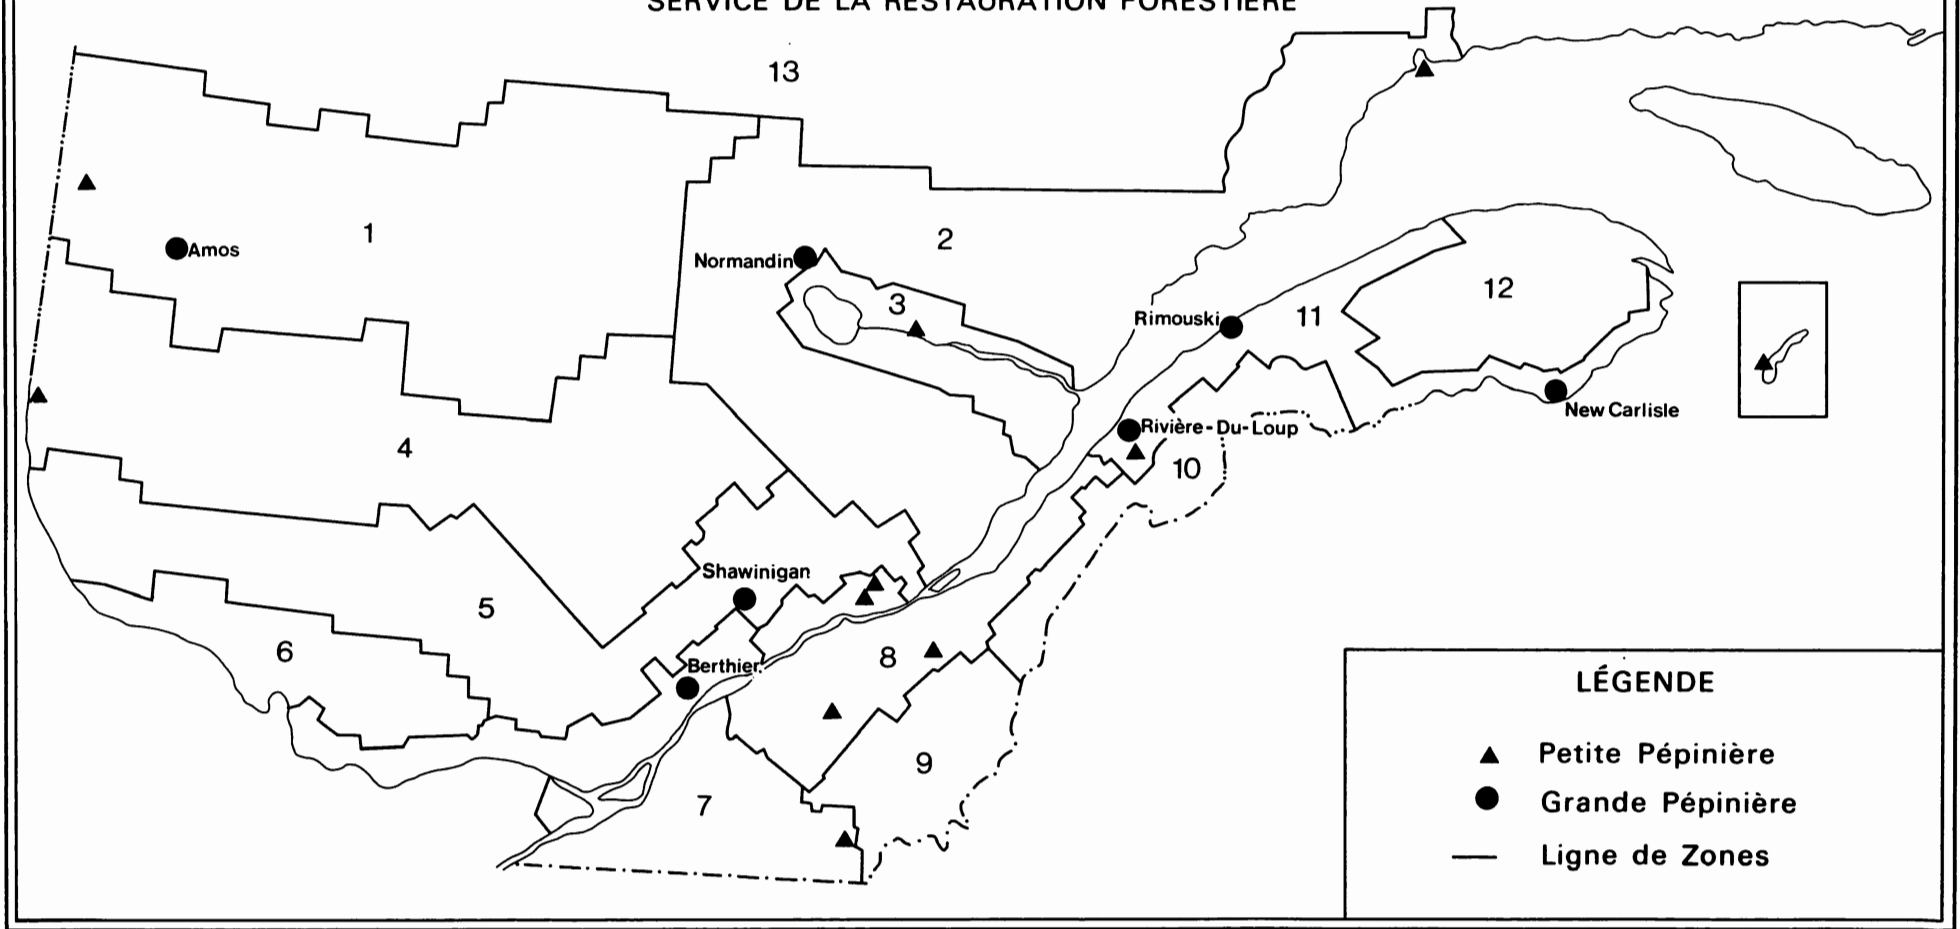 SERVICE DE LA RESTAURATION FORESTIÈRE
13
1
Amos
2
Normandin
3
12
Rimouski
11
New Carlisle
Rivière-Du-Loup
10
4
Shawinigan
5
6
Berthier
8
9
7
LÉGENDE
Petite Pépinière
Grande Pépinière
Ligne de Zones